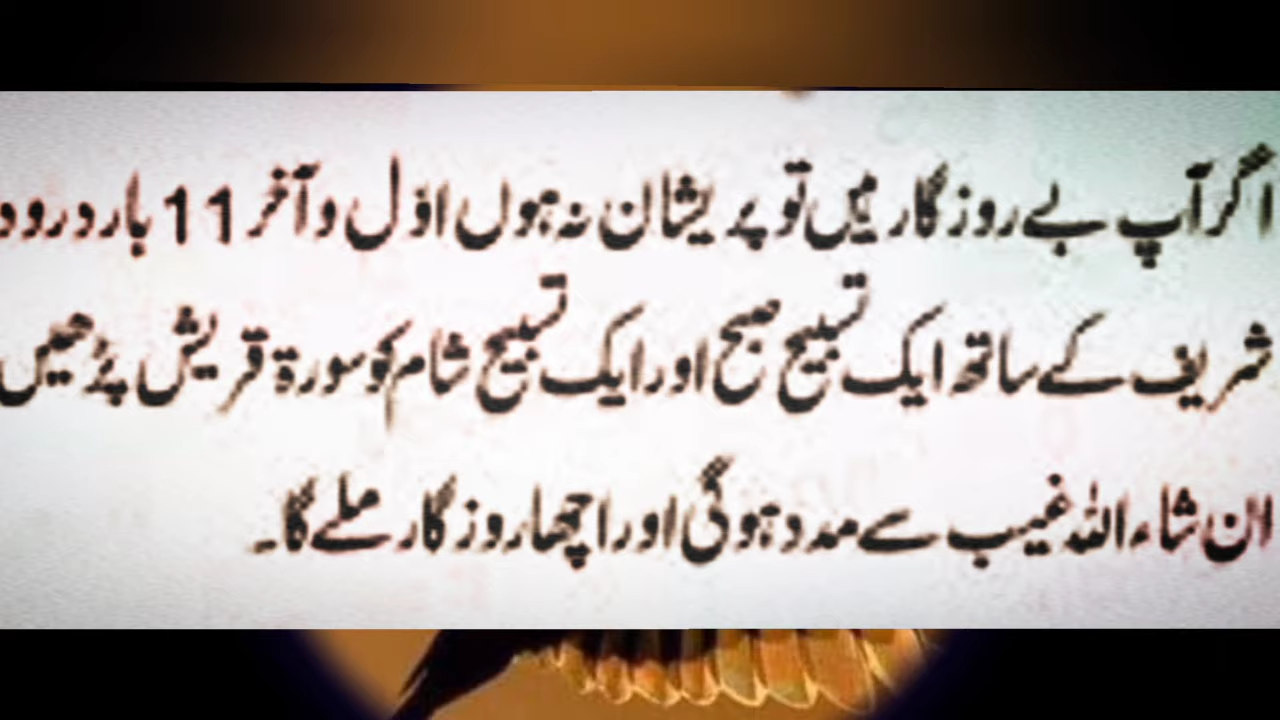 اگر آپ بے روزگار ہیں تو پریشان نہ ہوں اوّل و آخر 11 بار درود
شریف کے ساتھ ایک تسبیح صبح اور ایک تسبیح شام کو سورۃ قریش پڑھیں
ان شاء اللہ غیب سے مدد ہوگی اور اچھا روزگار ملے گا۔